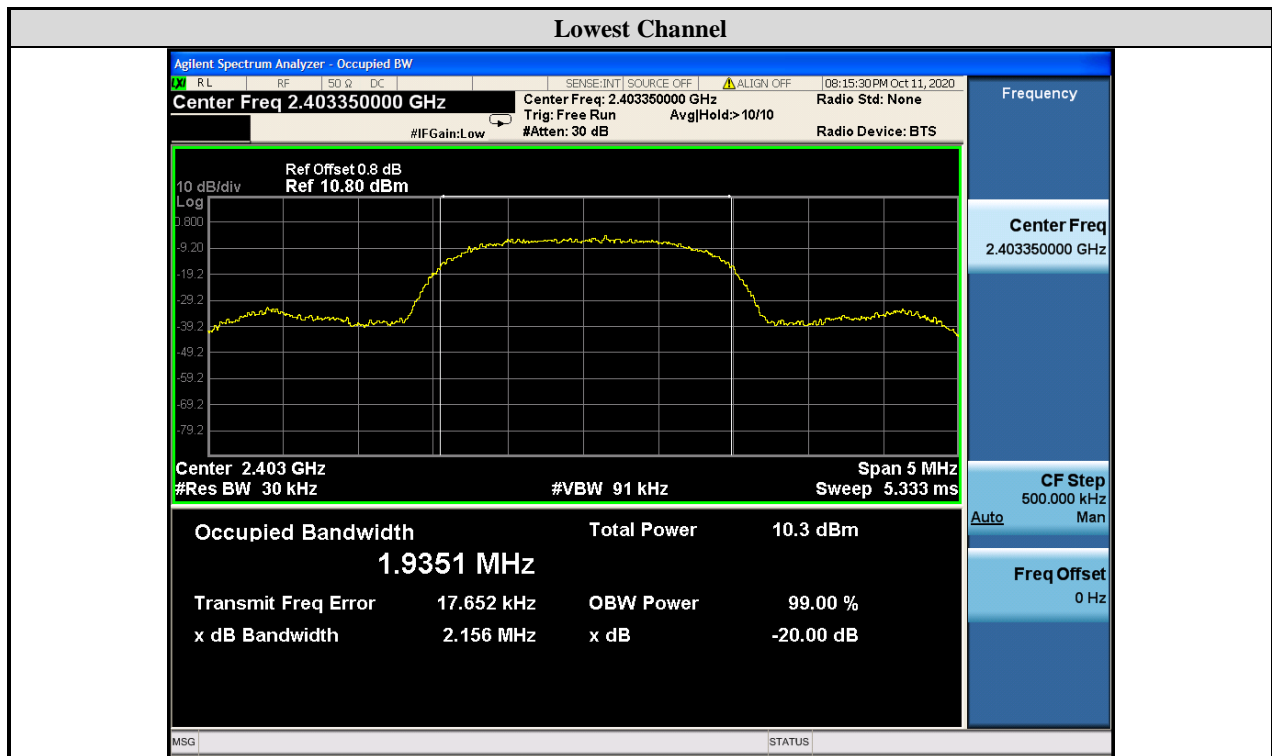 Lowest Channel
Agilent Spectrum Analyzer - Occupied BW
LXI RL RF 50 Ω DC SENSE:INT SOURCE OFF ALIGN OFF 08:15:30 PM Oct 11, 2020
Center Freq 2.403350000 GHz
Center Freq: 2.403350000 GHz Radio Std: None
Trig: Free Run Avg|Hold:>10/10
#IFGain:Low #Atten: 30 dB Radio Device: BTS
Ref Offset 0.8 dB
10 dB/div Ref 10.80 dBm
Log
0.800
-9.20
-19.2
-29.2
-39.2
-49.2
-59.2
-69.2
-79.2
Center 2.403 GHz Span 5 MHz
#Res BW 30 kHz #VBW 91 kHz Sweep 5.333 ms
Occupied Bandwidth Total Power 10.3 dBm
1.9351 MHz
Transmit Freq Error 17.652 kHz OBW Power 99.00 %
x dB Bandwidth 2.156 MHz x dB -20.00 dB
MSG STATUS
Frequency
Center Freq
2.403350000 GHz
CF Step
500.000 kHz
Auto Man
Freq Offset
0 Hz